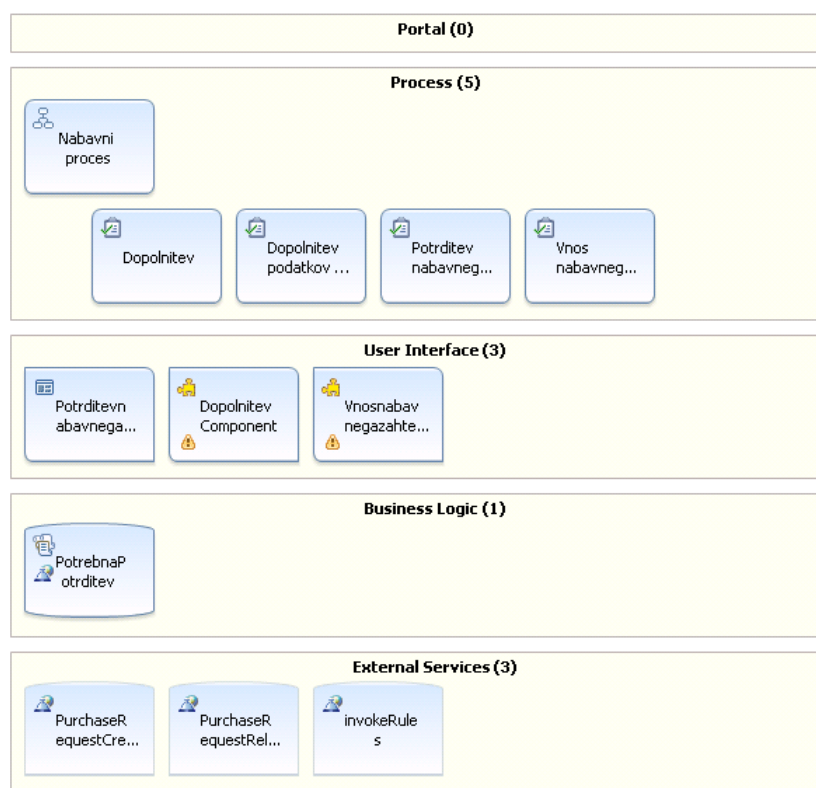 Portal (0)
Process (5)
Nabavni
proces
Dopolnitev
Dopolnitev
podatkov ...
Potrditev
nabavneg...
Vnos
nabavneg...
User Interface (3)
Potrditevn
abavnega...
Dopolnitev
Component
Vnosnabav
negazahte...
Business Logic (1)
PotrebnaP
otrditev
External Services (3)
PurchaseR
equestCre...
PurchaseR
equestRel...
invokeRule
s